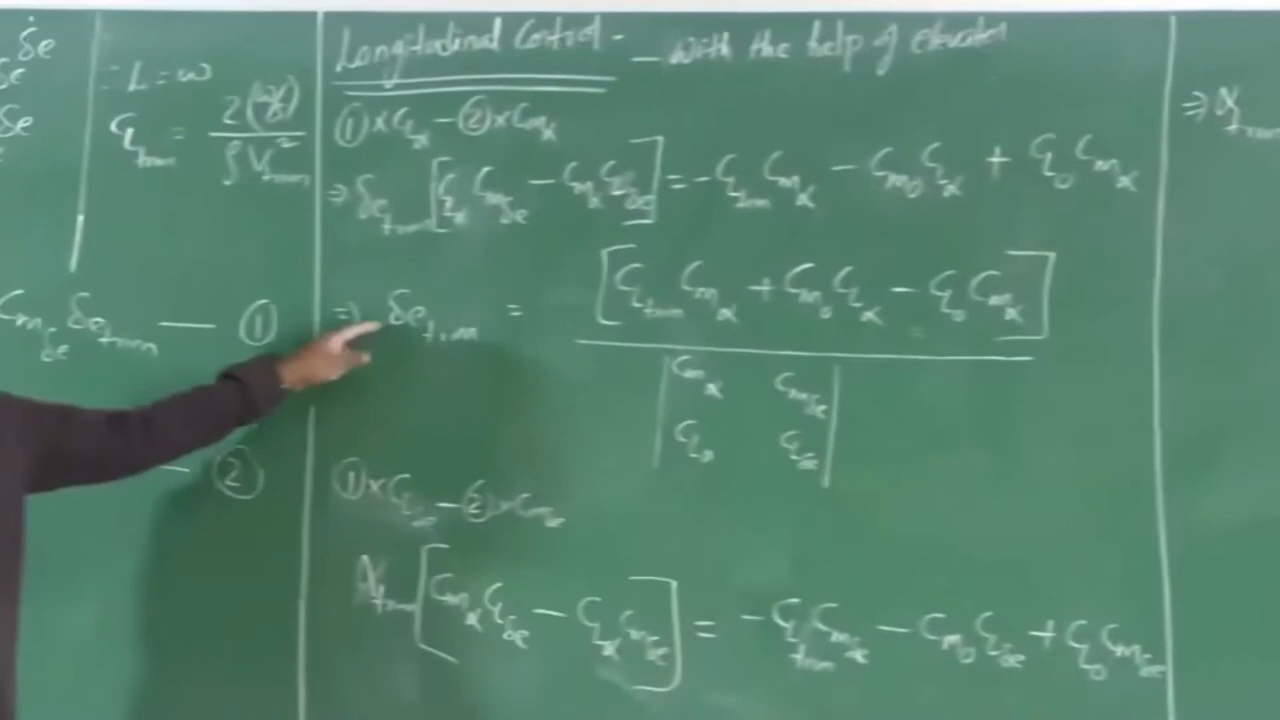 δ̇e
δe
δe
∴ L = W
C_L_trim = 2(W/S) / ρV²_trim
C_m_δe δe_trim — ①
— ②
Longitudinal Control - — With the help of elevator
① × C_L_α - ② × C_m_α
⇒ δe_trim [C_L_α C_m_δe - C_m_α C_L_δe] = -C_L_trim C_m_α - C_m_0 C_L_α + C_L_0 C_m_α
⇒ δe_trim = [C_L_trim C_m_α + C_m_0 C_L_α - C_L_0 C_m_α]
| C_m_α C_m_δe |
| C_L_α C_L_δe |
① × C_L_δe - ② × C_m_δe
α_trim [C_m_α C_L_δe - C_L_α C_m_δe] = -C_L_trim C_m_δe - C_m_0 C_L_δe + C_L_0 C_m_δe
⇒ α_trim